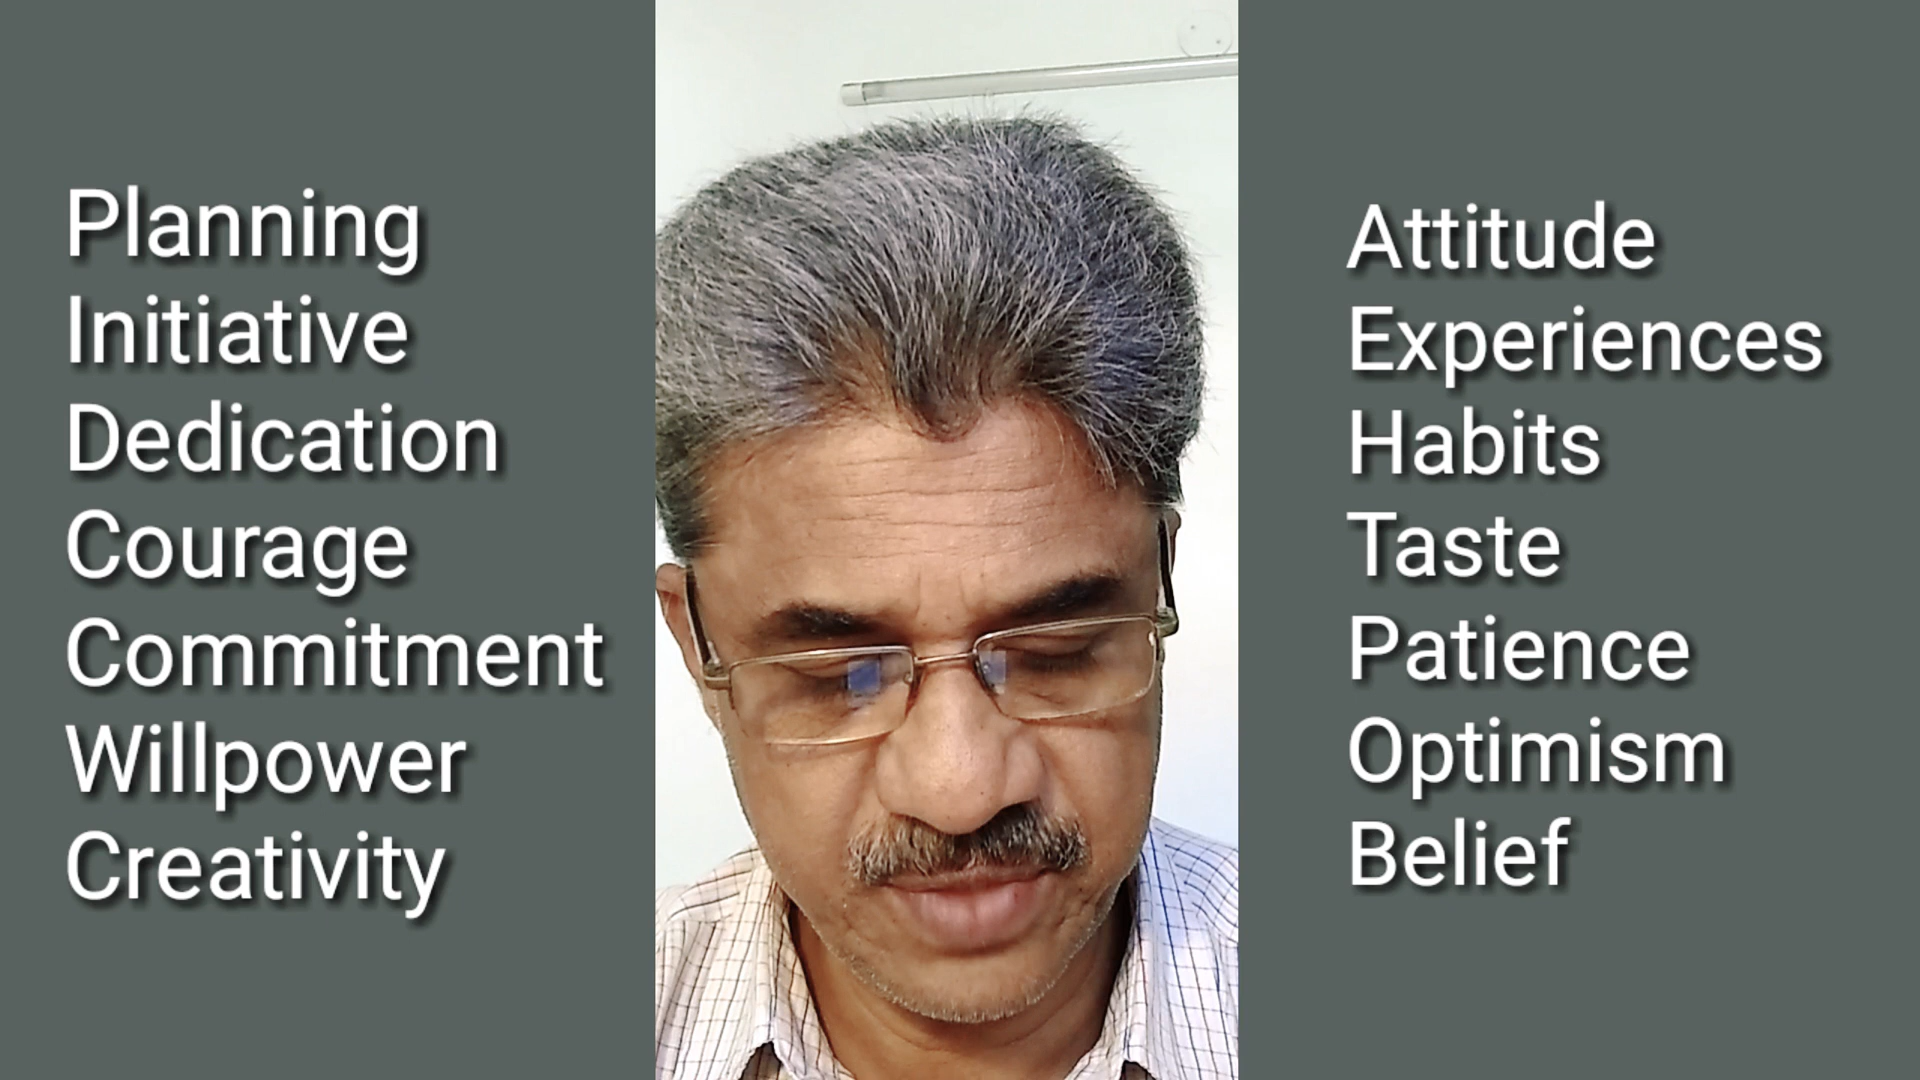 Planning
Initiative
Dedication
Courage
Commitment
Willpower
Creativity
Attitude
Experiences
Habits
Taste
Patience
Optimism
Belief